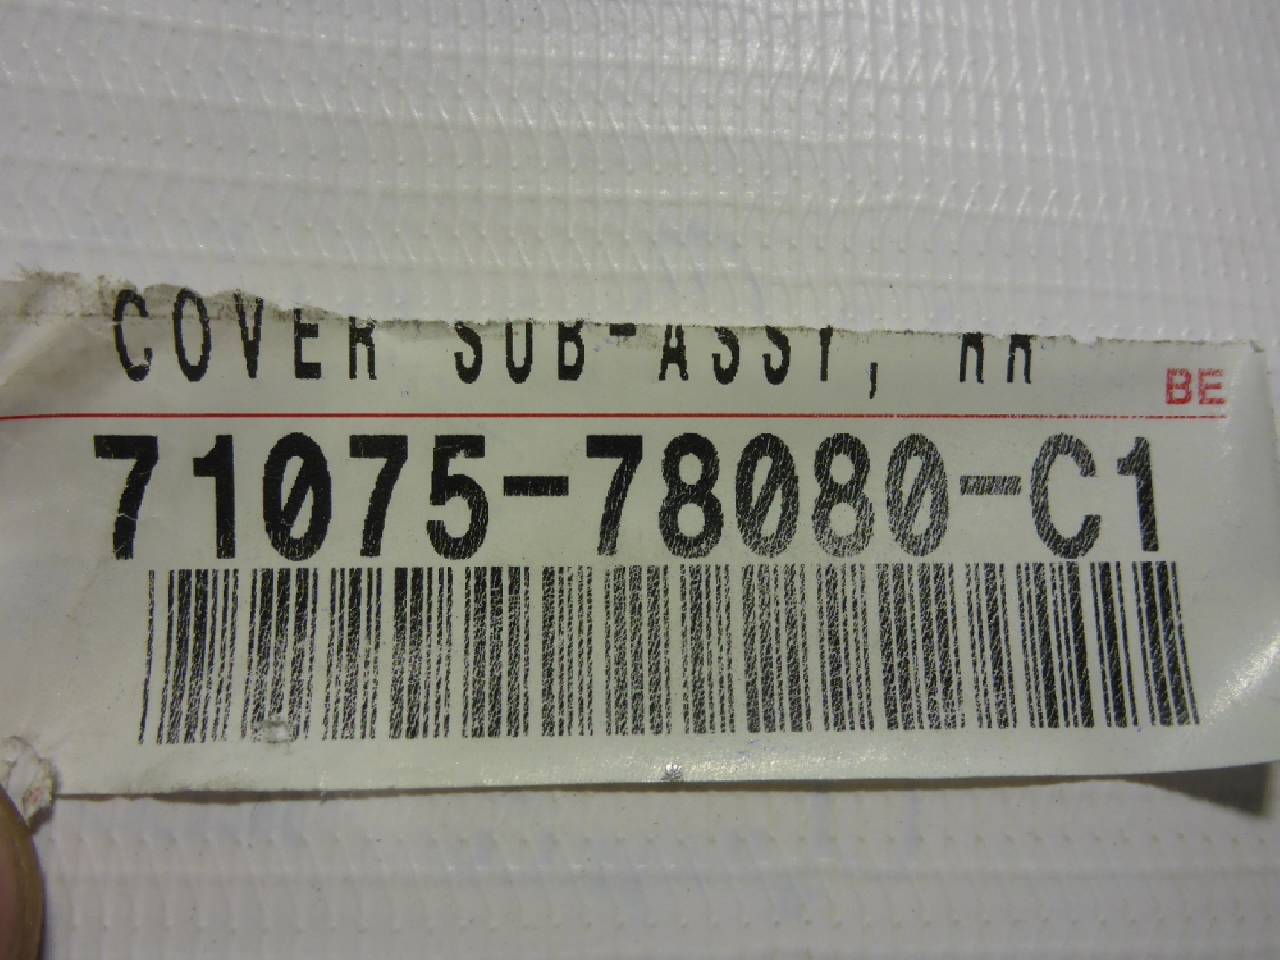 COVER SUB-ASSY, RR
BE
71075-78080-C1